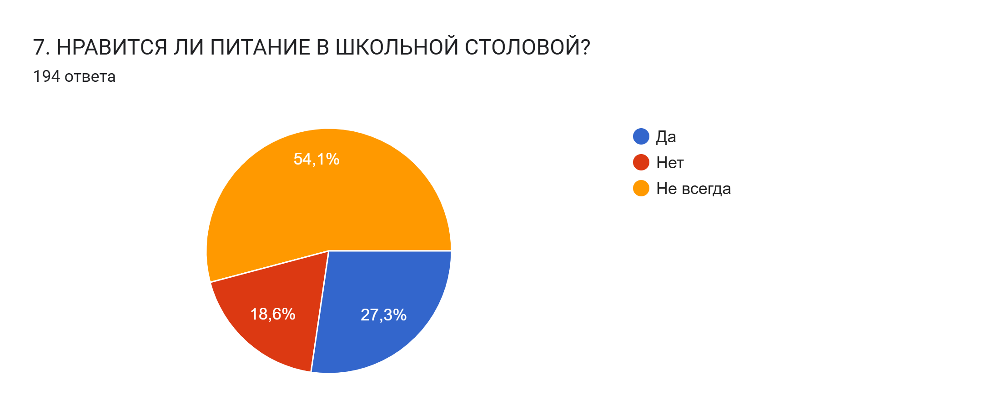 7. НРАВИТСЯ ЛИ ПИТАНИЕ В ШКОЛЬНОЙ СТОЛОВОЙ?
194 ответа
54,1%
18,6%
27,3%
Да
Нет
Не всегда